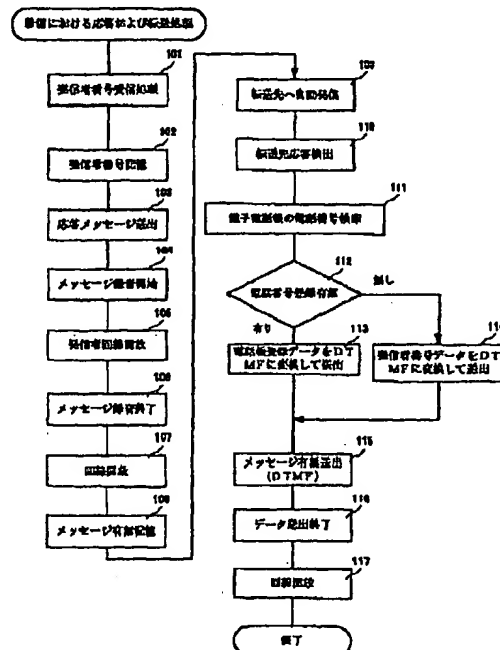 着信における応答および転送処理
101
発信者番号受信処理
102
発信者番号記憶
103
応答メッセージ送出
104
メッセージ録音開始
105
発信者回線開放
106
メッセージ録音終了
107
回線開放
108
メッセージ有無記憶
109
転送先へ自動発信
110
転送先応答検出
111
電子電話帳の電話番号検索
112
電話番号登録有無
無し
有り
113
電話帳登録データをDT
MFに変換して送出
114
発信者番号データをDT
MFに変換して送出
115
メッセージ有無送出
(DTMF)
116
データ送出終了
117
回線開放
終了